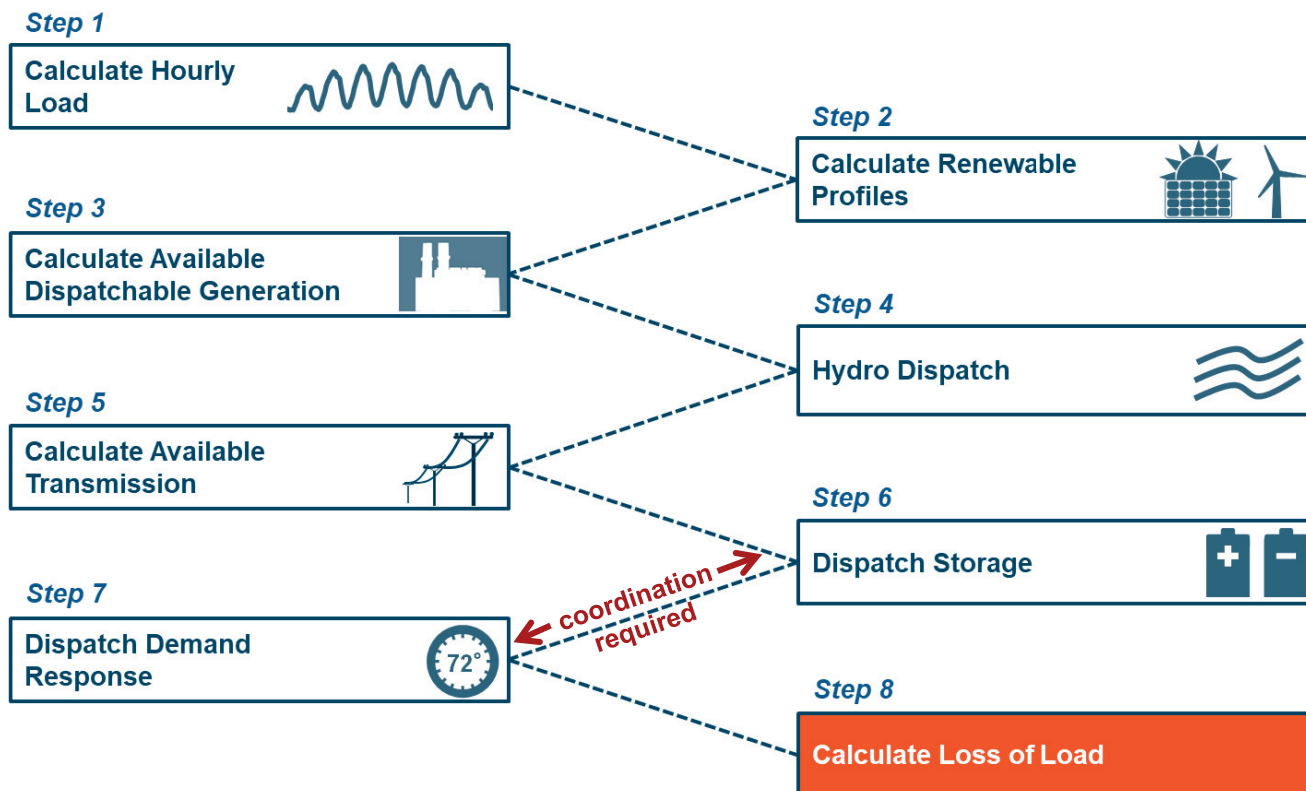 Step 1
Calculate Hourly
Load
Step 2
Calculate Renewable
Profiles
Step 3
Calculate Available
Dispatchable Generation
Step 4
Hydro Dispatch
Step 5
Calculate Available
Transmission
Step 6
Dispatch Storage
+ −
coordination
required
Step 7
Dispatch Demand
Response
72°
Step 8
Calculate Loss of Load